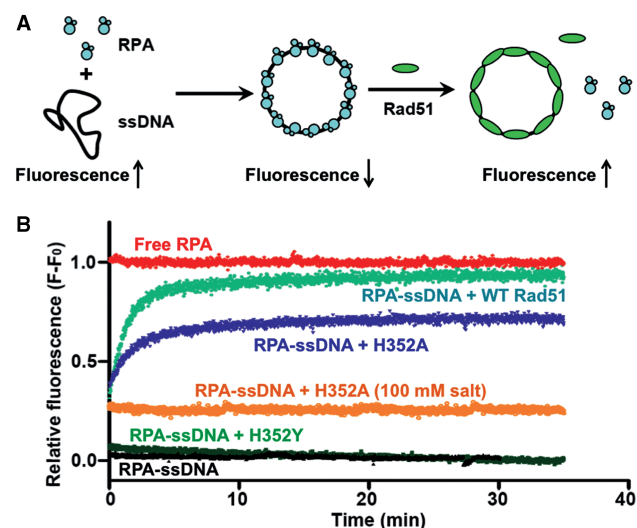 A
RPA
+
ssDNA
Rad51
Fluorescence
Fluorescence
Fluorescence
B
Relative fluorescence (F-F0)
1.0
0.5
0.0
Free RPA
RPA-ssDNA + WT Rad51
RPA-ssDNA + H352A
RPA-ssDNA + H352A (100 mM salt)
RPA-ssDNA + H352Y
RPA-ssDNA
0
10
20
30
40
Time (min)